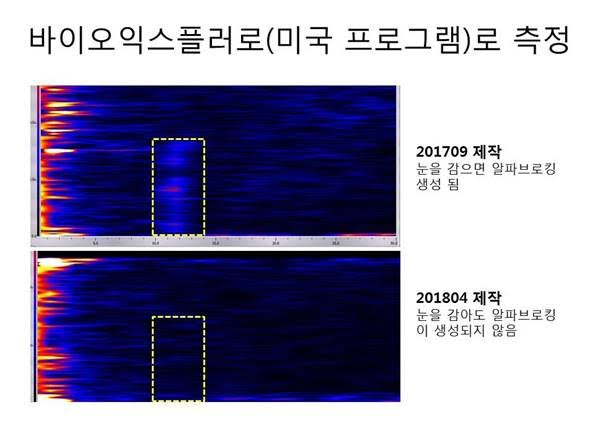 바이오익스플러로(미국 프로그램)로 측정
201709 제작
눈을 감으면 알파브로킹
생성 됨
201804 제작
눈을 감아도 알파브로킹
이 생성되지 않음